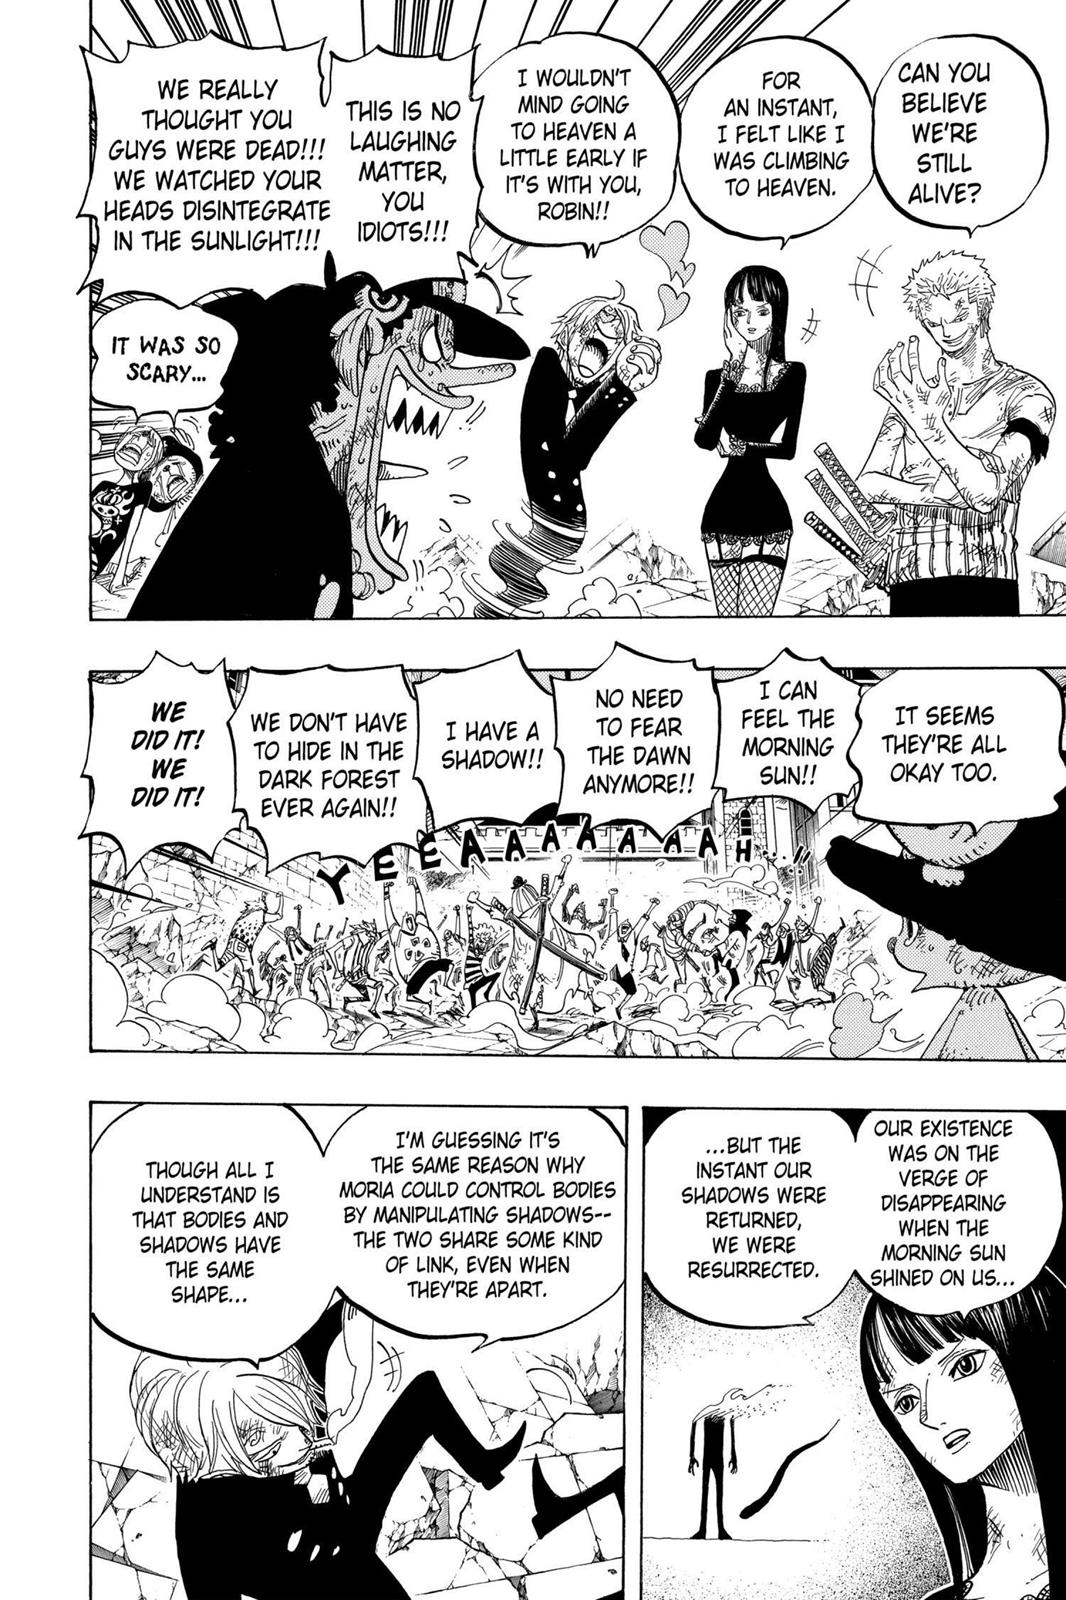 CAN YOU
BELIEVE
WE'RE
STILL
ALIVE?
FOR
AN INSTANT,
I FELT LIKE I
WAS CLIMBING
TO HEAVEN.
I WOULDN'T
MIND GOING
TO HEAVEN A
LITTLE EARLY IF
IT'S WITH YOU,
ROBIN!!
THIS IS NO
LAUGHING
MATTER,
YOU
IDIOTS!!!
WE REALLY
THOUGHT YOU
GUYS WERE DEAD!!!
WE WATCHED YOUR
HEADS DISINTEGRATE
IN THE SUNLIGHT!!!
IT WAS SO
SCARY...
IT SEEMS
THEY'RE ALL
OKAY TOO.
I CAN
FEEL THE
MORNING
SUN!!
NO NEED
TO FEAR
THE DAWN
ANYMORE!!
I HAVE A
SHADOW!!
WE DON'T HAVE
TO HIDE IN THE
DARK FOREST
EVER AGAIN!!
WE
DID IT!
WE
DID IT!
YEEAAAAAAAAH...!!
OUR EXISTENCE
WAS ON THE
VERGE OF
DISAPPEARING
WHEN THE
MORNING SUN
SHINED ON US...
...BUT THE
INSTANT OUR
SHADOWS WERE
RETURNED,
WE WERE
RESURRECTED.
I'M GUESSING IT'S
THE SAME REASON WHY
MORIA COULD CONTROL BODIES
BY MANIPULATING SHADOWS--
THE TWO SHARE SOME KIND
OF LINK, EVEN WHEN
THEY'RE APART.
THOUGH ALL I
UNDERSTAND IS
THAT BODIES AND
SHADOWS HAVE
THE SAME
SHAPE...